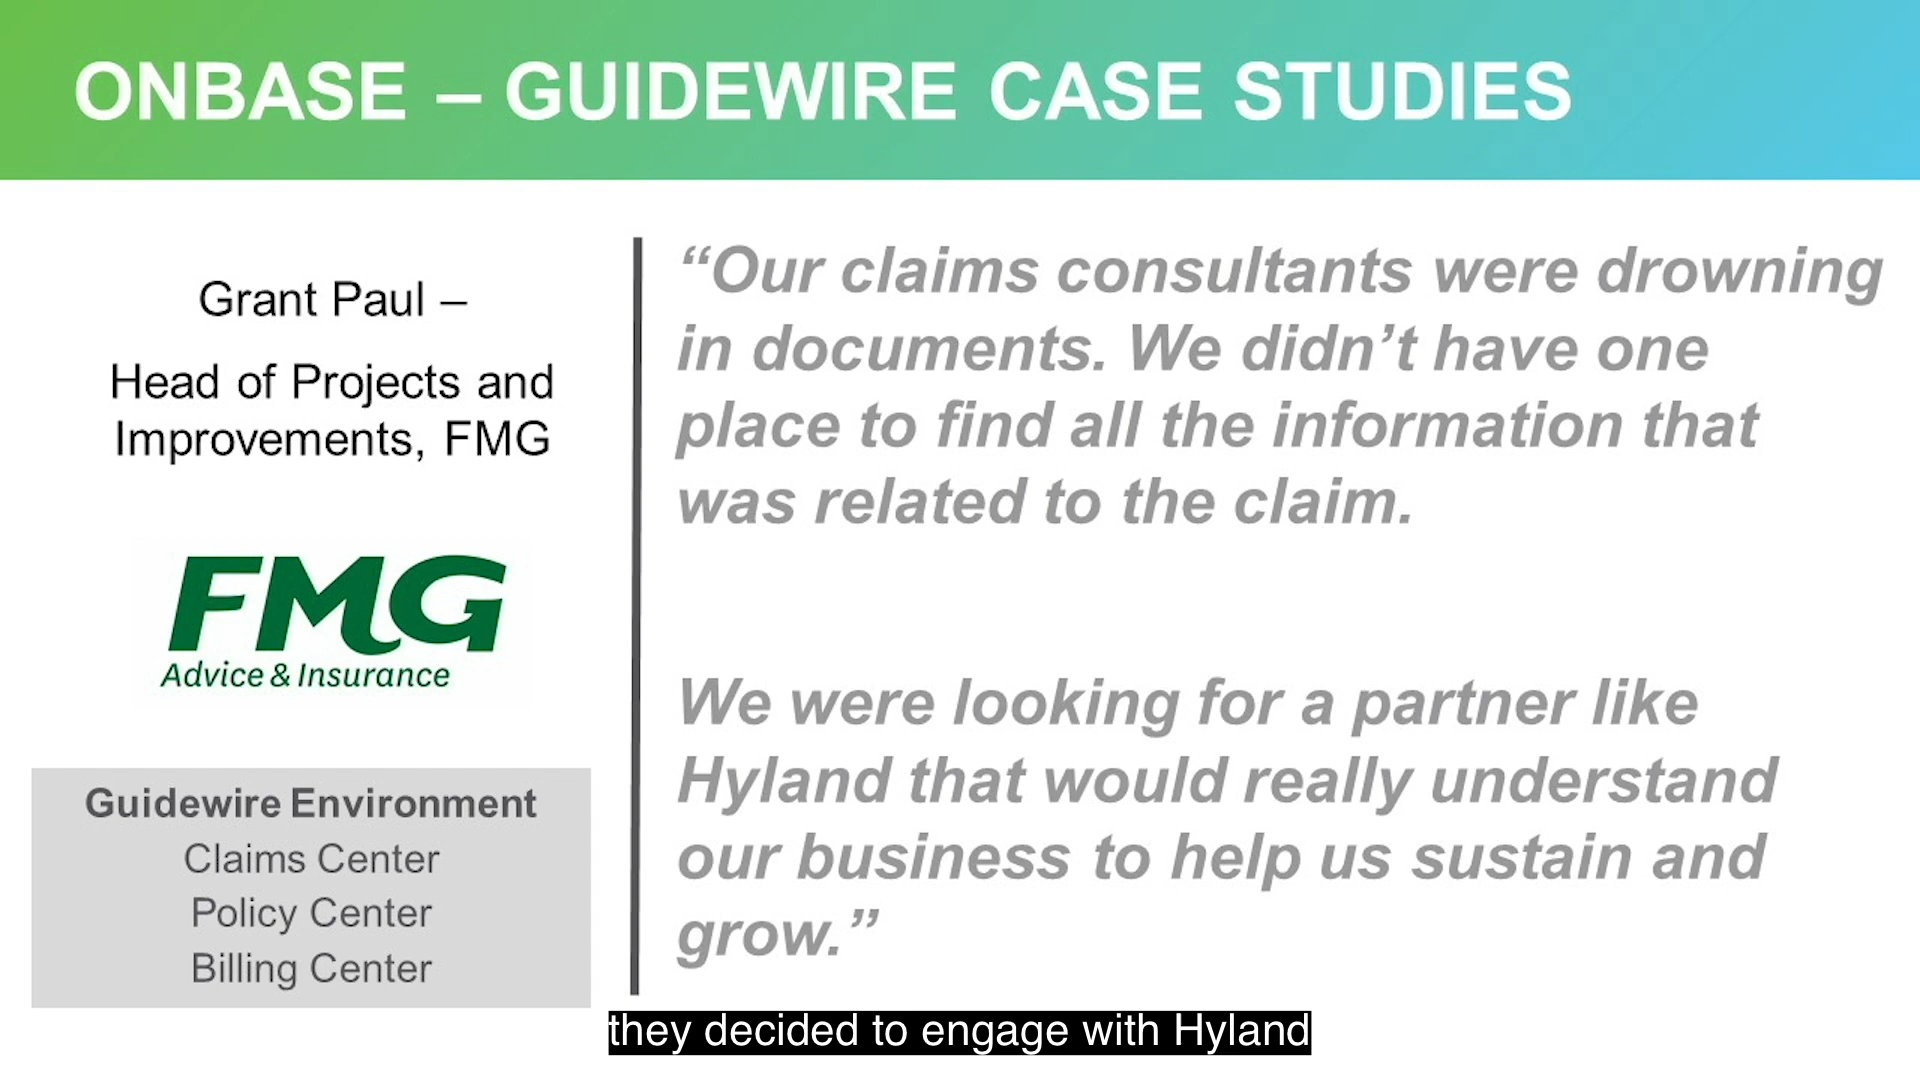 ONBASE – GUIDEWIRE CASE STUDIES
Grant Paul –
Head of Projects and
Improvements, FMG
FMG
Advice & Insurance
Guidewire Environment
Claims Center
Policy Center
Billing Center
“Our claims consultants were drowning
in documents. We didn’t have one
place to find all the information that
was related to the claim.
We were looking for a partner like
Hyland that would really understand
our business to help us sustain and
grow.”
they decided to engage with Hyland